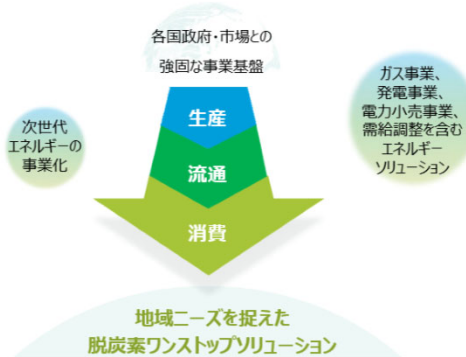 各国政府・市場との
強固な事業基盤
次世代
エネルギーの
事業化
生産
流通
消費
ガス事業、
発電事業、
電力小売事業、
需給調整を含む
エネルギー
ソリューション
地域ニーズを捉えた
脱炭素ワンストップソリューション